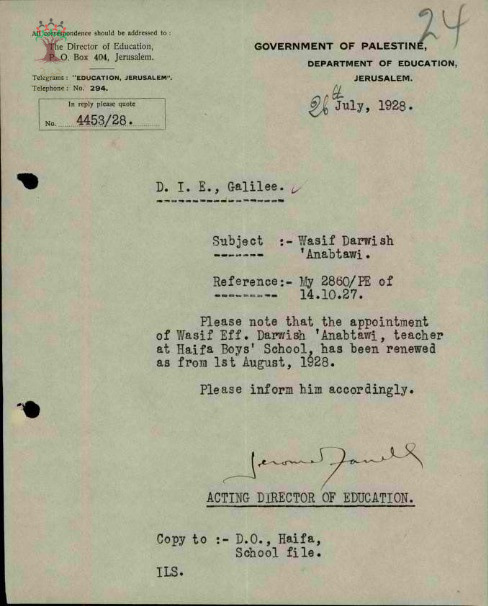 24
All correspondence should be addressed to :
The Director of Education,
P. O. Box 404, Jerusalem.
Telegrams : "EDUCATION, JERUSALEM".
Telephone : No. 294.
In reply please quote
No. 4453/28.
GOVERNMENT OF PALESTINE,
DEPARTMENT OF EDUCATION,
JERUSALEM.
26th July, 1928.
D. I. E., Galilee.
Subject :- Wasif Darwish
'Anabtawi.
Reference:- My 2860/PE of
14.10.27.
Please note that the appointment
of Wasif Eff. Darwish 'Anabtawi, teacher
at Haifa Boys' School, has been renewed
as from 1st August, 1928.
Please inform him accordingly.
Jerome Farrell
ACTING DIRECTOR OF EDUCATION.
Copy to :- D.O., Haifa,
School file.
ILS.